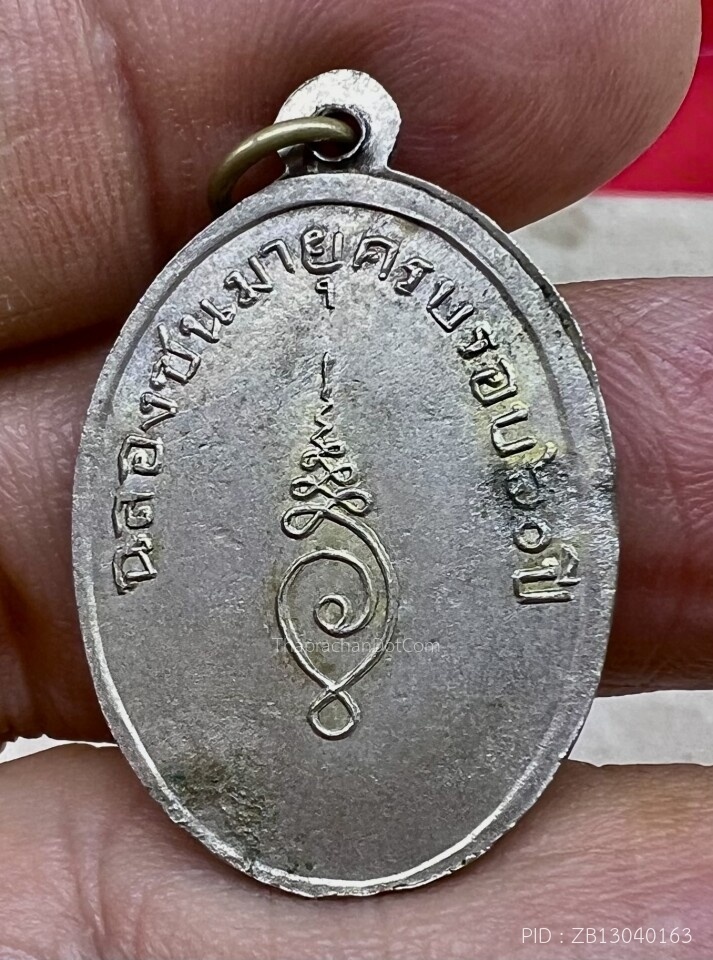 ฉลองชนมายุครบรอบ๖๐ปี
ThaprachanDotCom
PID : ZB13040163